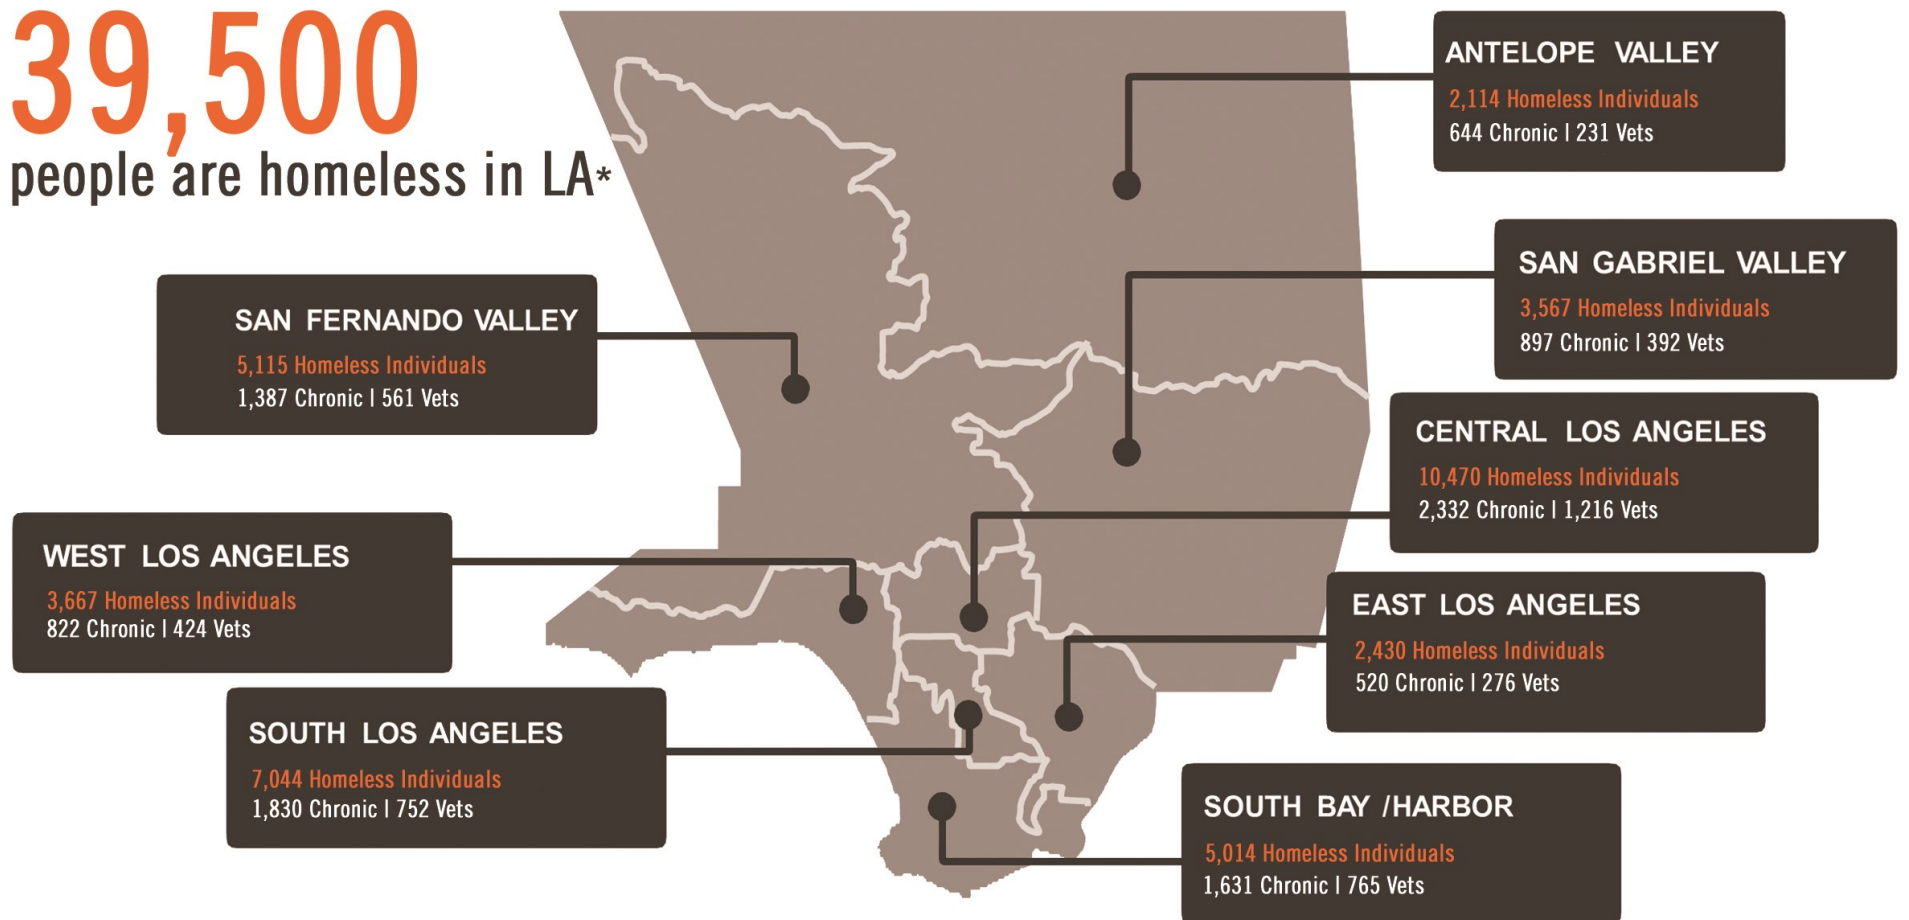 39,500
people are homeless in LA*
ANTELOPE VALLEY
2,114 Homeless Individuals
644 Chronic | 231 Vets
SAN GABRIEL VALLEY
3,567 Homeless Individuals
897 Chronic | 392 Vets
SAN FERNANDO VALLEY
5,115 Homeless Individuals
1,387 Chronic | 561 Vets
CENTRAL LOS ANGELES
10,470 Homeless Individuals
2,332 Chronic | 1,216 Vets
WEST LOS ANGELES
3,667 Homeless Individuals
822 Chronic | 424 Vets
EAST LOS ANGELES
2,430 Homeless Individuals
520 Chronic | 276 Vets
SOUTH LOS ANGELES
7,044 Homeless Individuals
1,830 Chronic | 752 Vets
SOUTH BAY /HARBOR
5,014 Homeless Individuals
1,631 Chronic | 765 Vets